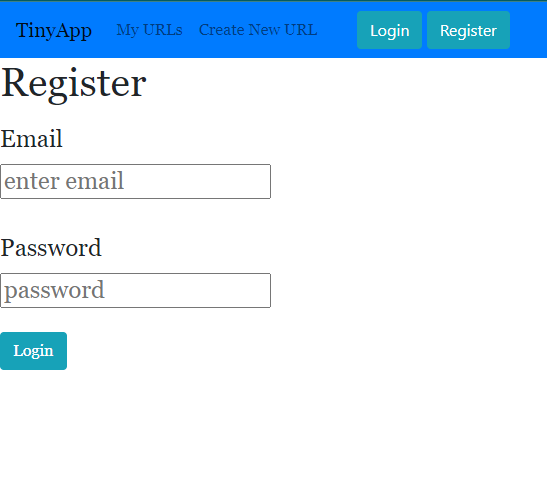 TinyApp My URLs Create New URL Login Register
Register
Email
enter email
Password
password
Login